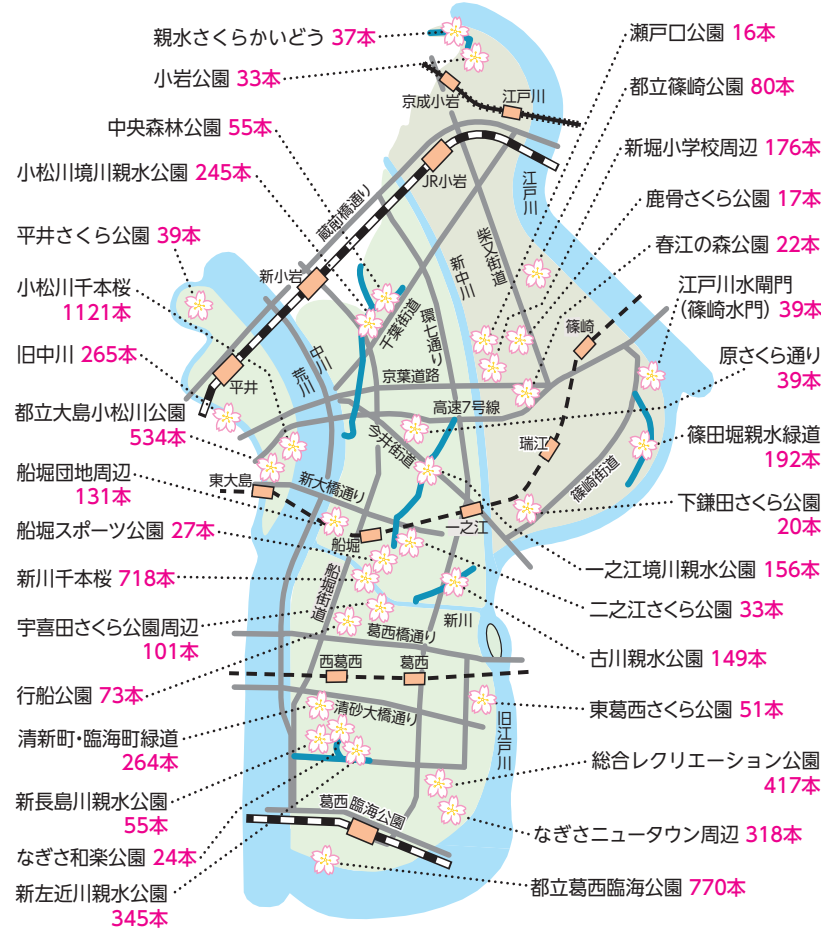 親水さくらかいどう 37本
小岩公園 33本
中央森林公園 55本
小松川境川親水公園 245本
平井さくら公園 39本
小松川千本桜
1121本
旧中川 265本
都立大島小松川公園
534本
船堀団地周辺
131本
船堀スポーツ公園 27本
新川千本桜 718本
宇喜田さくら公園周辺
101本
行船公園 73本
清新町・臨海町緑道
264本
新長島川親水公園
55本
なぎさ和楽公園 24本
新左近川親水公園
345本
瀬戸口公園 16本
都立篠崎公園 80本
新堀小学校周辺 176本
鹿骨さくら公園 17本
春江の森公園 22本
江戸川水閘門
（篠崎水門） 39本
原さくら通り
39本
篠田堀親水緑道
192本
下鎌田さくら公園
20本
一之江境川親水公園 156本
二之江さくら公園 33本
古川親水公園 149本
東葛西さくら公園 51本
総合レクリエーション公園
417本
なぎさニュータウン周辺 318本
都立葛西臨海公園 770本
京成小岩
江戸川
JR小岩
江戸川
蔵前橋通り
柴又街道
新中川
新小岩
千葉街道
環七通り
篠崎
平井
荒川
中川
京葉道路
高速7号線
今井街道
瑞江
篠崎街道
東大島
新大橋通り
船堀
一之江
船堀街道
新川
葛西橋通り
西葛西
葛西
清砂大橋通り
旧江戸川
葛西臨海公園